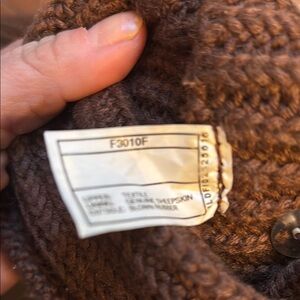 F3010F
UPPER: TEXTILE
LINING: GENUINE SHEEPSKIN
OUTSOLE: BLOWN RUBBER